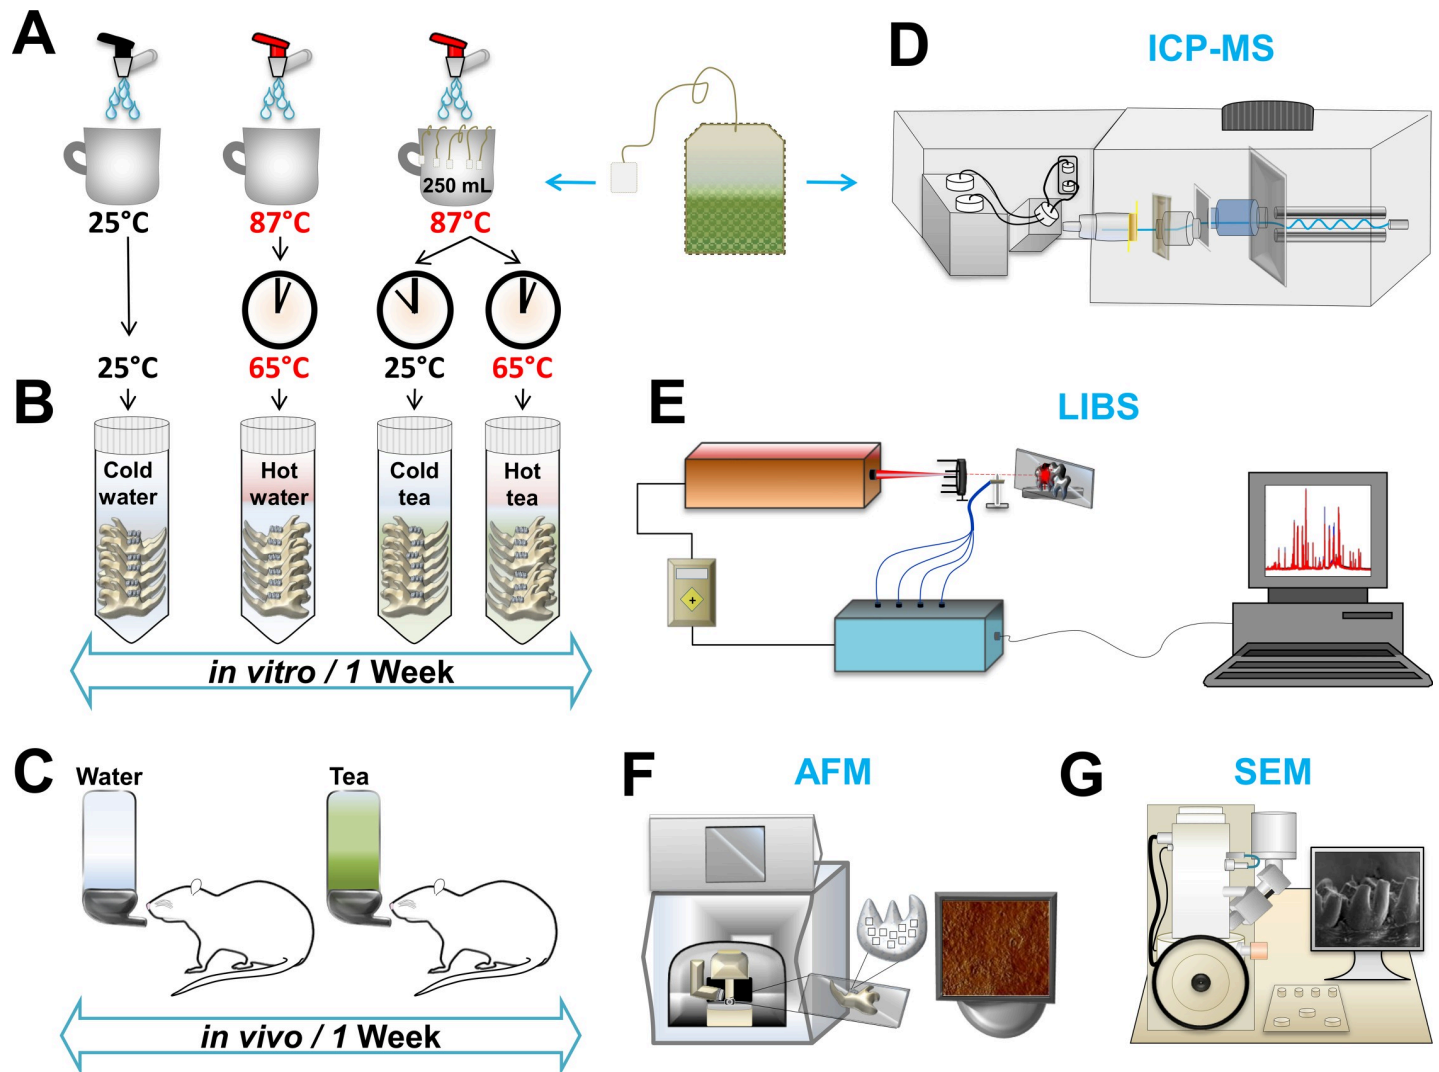 A
250 mL
25°C
87°C
87°C
25°C
65°C
25°C
65°C
B
Cold
water
Hot
water
Cold
tea
Hot
tea
in vitro / 1 Week
C
Water
Tea
in vivo / 1 Week
D
ICP-MS
E
LIBS
+
F
AFM
G
SEM